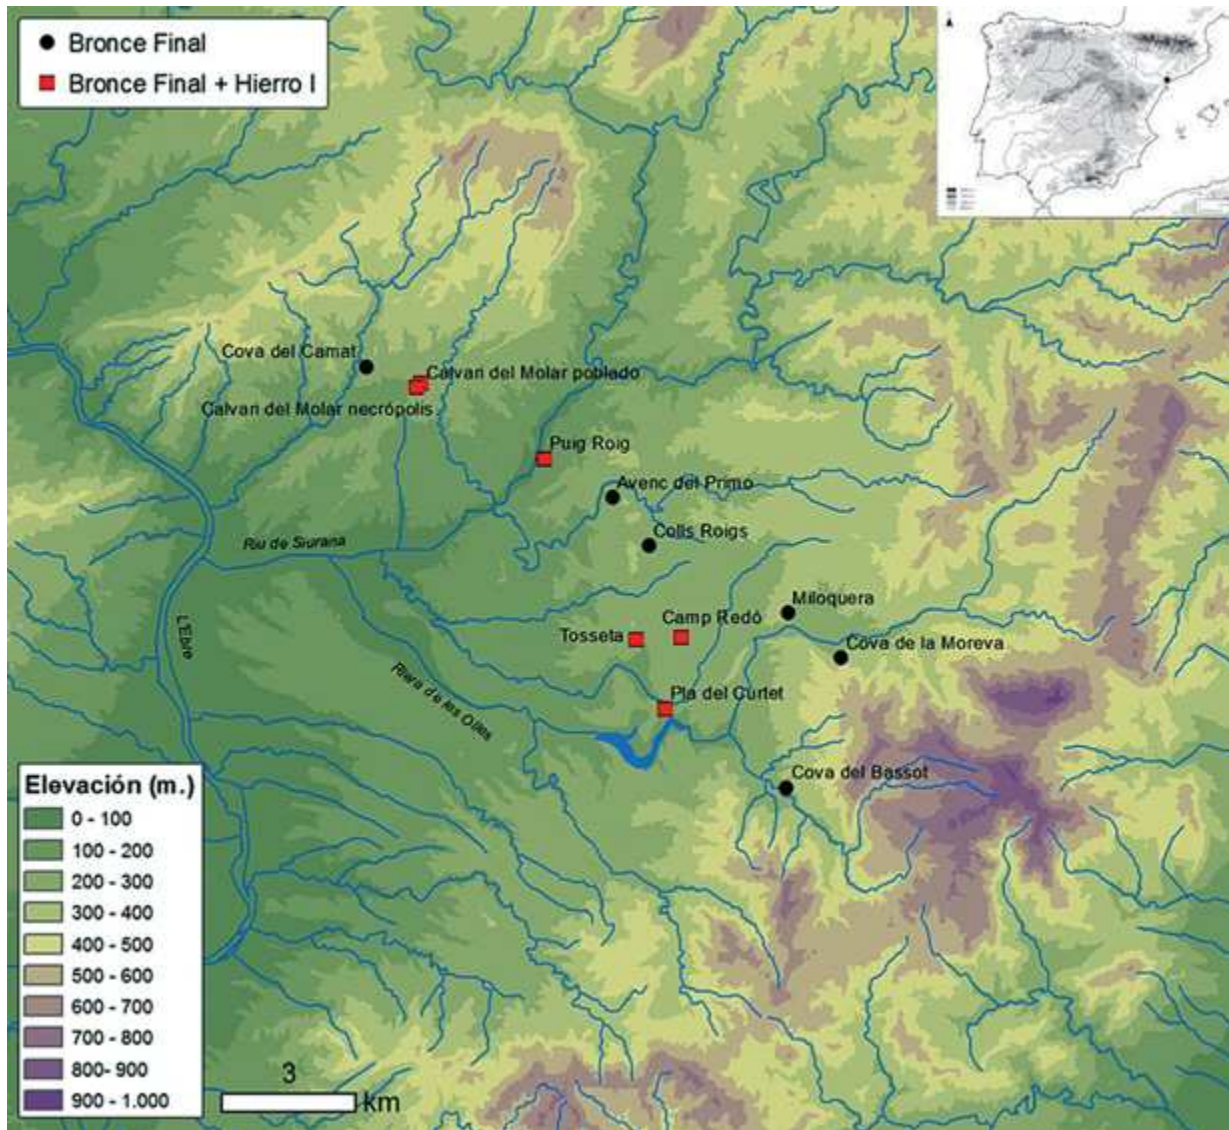 Bronce Final
Bronce Final + Hierro I
Cova del Camat
Calvari del Molar poblado
Calvari del Molar necrópolis
Puig Roig
Avenc del Primo
Colls Roigs
Riu de Siurana
Miloquera
Camp Redó
Tosseta
Cova de la Moreva
L'Ebre
Riera de les Olles
Pla del Curtet
Cova del Bassot
Elevación (m.)
0 - 100
100 - 200
200 - 300
300 - 400
400 - 500
500 - 600
600 - 700
700 - 800
800- 900
900 - 1.000
3
km